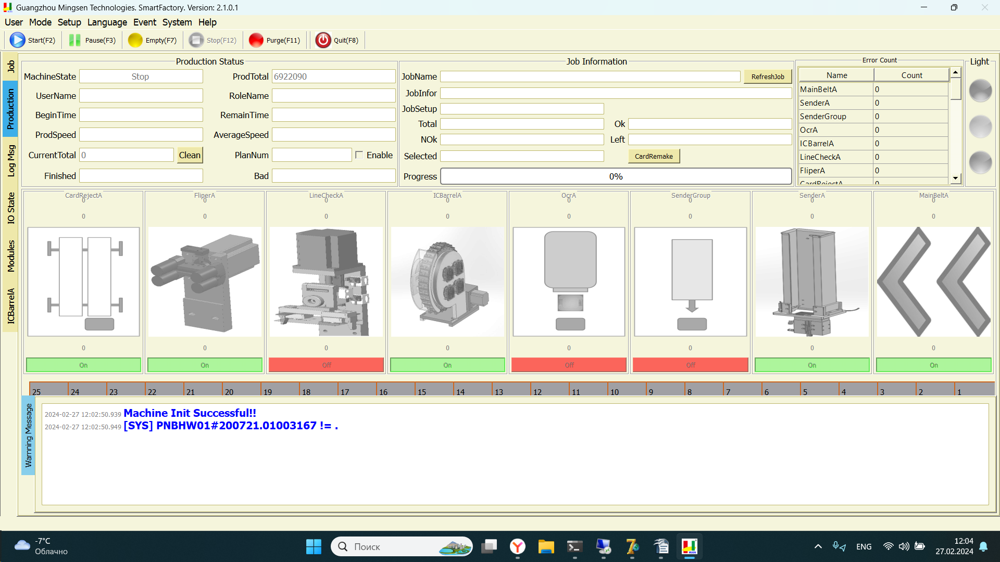 Guangzhou Mingsen Technologies. SmartFactory. Version: 2.1.0.1
User Mode Setup Language Event System Help
Start(F2) Pause(F3) Empty(F7) Stop(F12) Purge(F11) Quit(F8)
Job
Production
Log Msg
IO State
Modules
ICBarrelA
Production Status
MachineState Stop ProdTotal 6922090
UserName RoleName
BeginTime RemainTime
ProdSpeed AverageSpeed
CurrentTotal 0 Clean PlanNum Enable
Finished Bad
Job Information
JobName RefreshJob
JobInfor
JobSetup
Total Ok
NOk Left
Selected CardRemake
Progress 0%
Error Count
Name Count
MainBeltA 0
SenderA 0
SenderGroup 0
OcrA 0
ICBarrelA 0
LineCheckA 0
FliperA 0
CardRejectA 0
Light
CardRejectA FliperA LineCheckA ICBarrelA OcrA SenderGroup SenderA MainBeltA
0 0 0 0 0 0 0 0
0 0 0 0 0 0 0 0
0 0 0 0 0 0 0 0
On On Off On Off Off On On
25 24 23 22 21 20 19 18 17 16 15 14 13 12 11 10 9 8 7 6 5 4 3 2 1
Warnning Message
2024-02-27 12:02:50.939 Machine Init Successful!!
2024-02-27 12:02:50.949 [SYS] PNBHW01#200721.01003167 != .
-7°C
Облачно
Поиск
ENG
12:04
27.02.2024